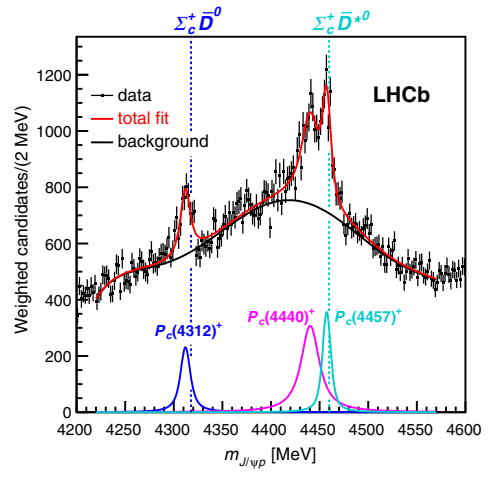 Σc+ D̄0 Σc+ D̄*0
LHCb
data
total fit
background
Weighted candidates/(2 MeV)
1200
1000
800
600
400
200
0
Pc(4312)+ Pc(4440)+ Pc(4457)+
4200 4250 4300 4350 4400 4450 4500 4550 4600
mJ/ψp [MeV]